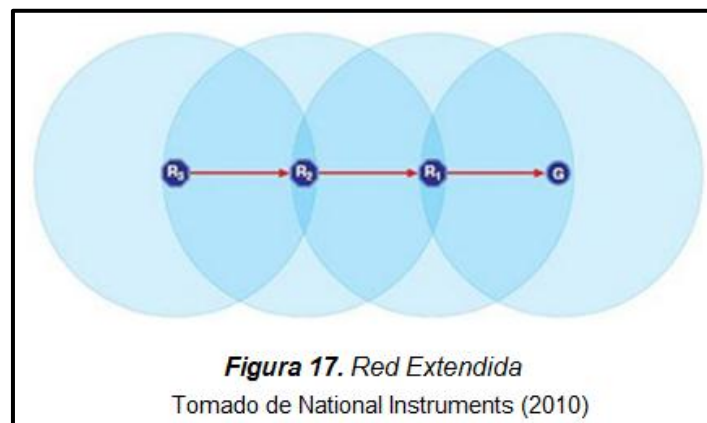 R3 R2 R1 G
Figura 17. Red Extendida
Tomado de National Instruments (2010)